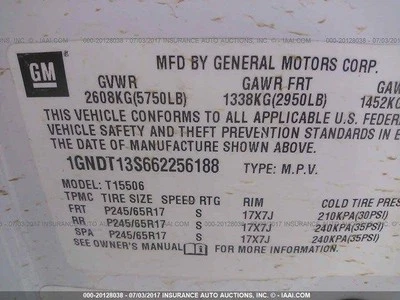 #00-20128038 - 07/03/2017 - Insurance Auto Auctions, Inc. © - IAAI.com
MFD BY GENERAL MOTORS CORP.
GM
GVWR GAWR FRT
2608KG(5750LB) 1338KG(2950LB) 1452KG
THIS VEHICLE CONFORMS TO ALL APPLICABLE U.S. FEDERA
VEHICLE SAFETY AND THEFT PREVENTION STANDARDS IN
THE DATE OF MANUFACTURE SHOWN ABOVE.
1GNDT13S662256188 TYPE: M.P.V.
MODEL: T15506
TPMC TIRE SIZE SPEED RTG RIM COLD TIRE PRES
FRT P245/65R17 S 17X7J 210KPA(30PSI)
RR P245/65R17 S 17X7J 240KPA(35PSI)
SPA P245/65R17 S 17X7J 240KPA(35PSI)
SEE OWNER'S MANUAL FOR MORE INFORMATION.
#00-20128038 - 07/03/2017 - Insurance Auto Auctions, Inc. © - IAAI.com